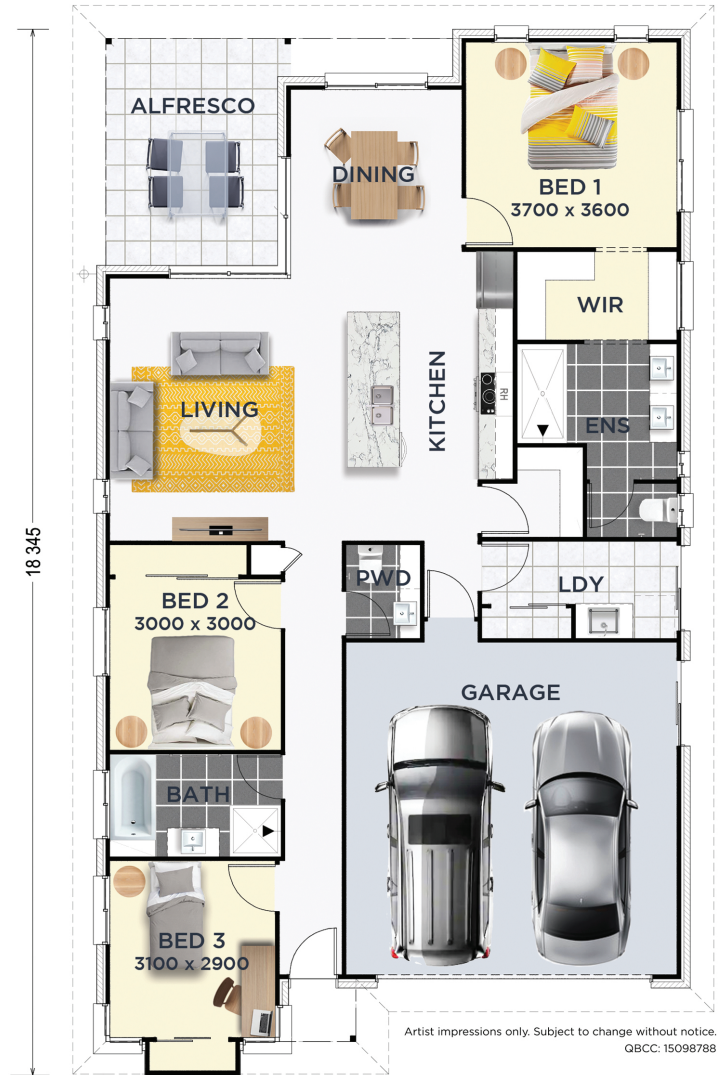 ALFRESCO
DINING
BED 1
3700 x 3600
WIR
KITCHEN
RH
LIVING
ENS
18 345
PWD
LDY
BED 2
3000 x 3000
GARAGE
BATH
BED 3
3100 x 2900
Artist impressions only. Subject to change without notice.
QBCC: 15098788